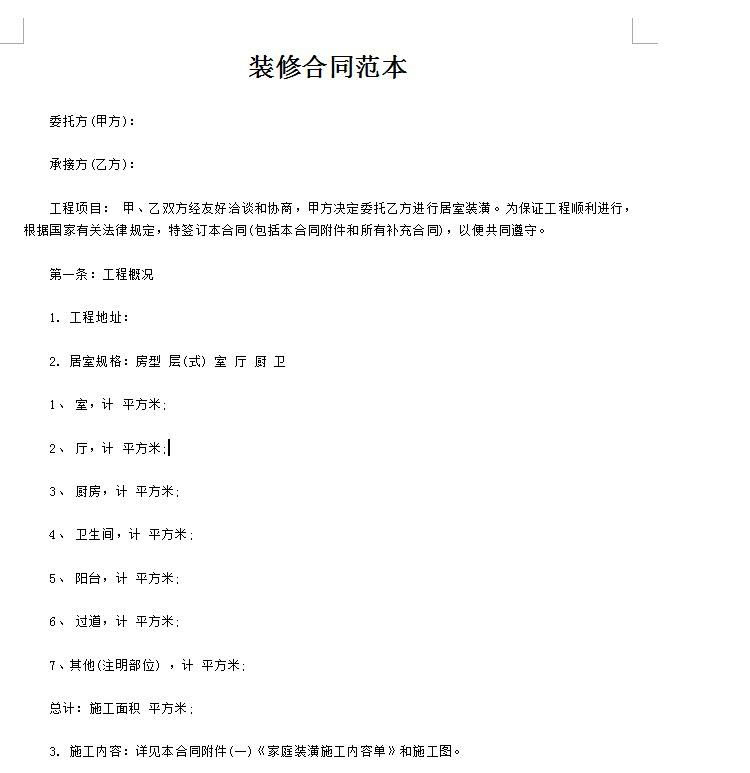 装修合同范本
委托方(甲方)：
承接方(乙方)：
工程项目： 甲、乙双方经友好洽谈和协商，甲方决定委托乙方进行居室装潢。为保证工程顺利进行，
根据国家有关法律规定，特签订本合同(包括本合同附件和所有补充合同)，以便共同遵守。
第一条：工程概况
1. 工程地址：
2. 居室规格：房型 层(式) 室 厅 厨 卫
1、 室，计 平方米;
2、 厅，计 平方米;
3、 厨房，计 平方米;
4、 卫生间，计 平方米;
5、 阳台，计 平方米;
6、 过道，计 平方米;
7、其他(注明部位) ，计 平方米;
总计：施工面积 平方米;
3. 施工内容：详见本合同附件(一)《家庭装潢施工内容单》和施工图。